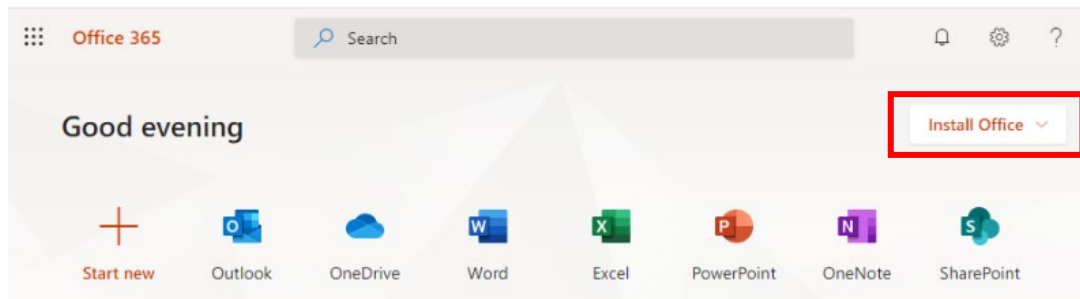 Office 365 Search ?
Good evening
Install Office
Start new Outlook OneDrive Word Excel PowerPoint OneNote SharePoint